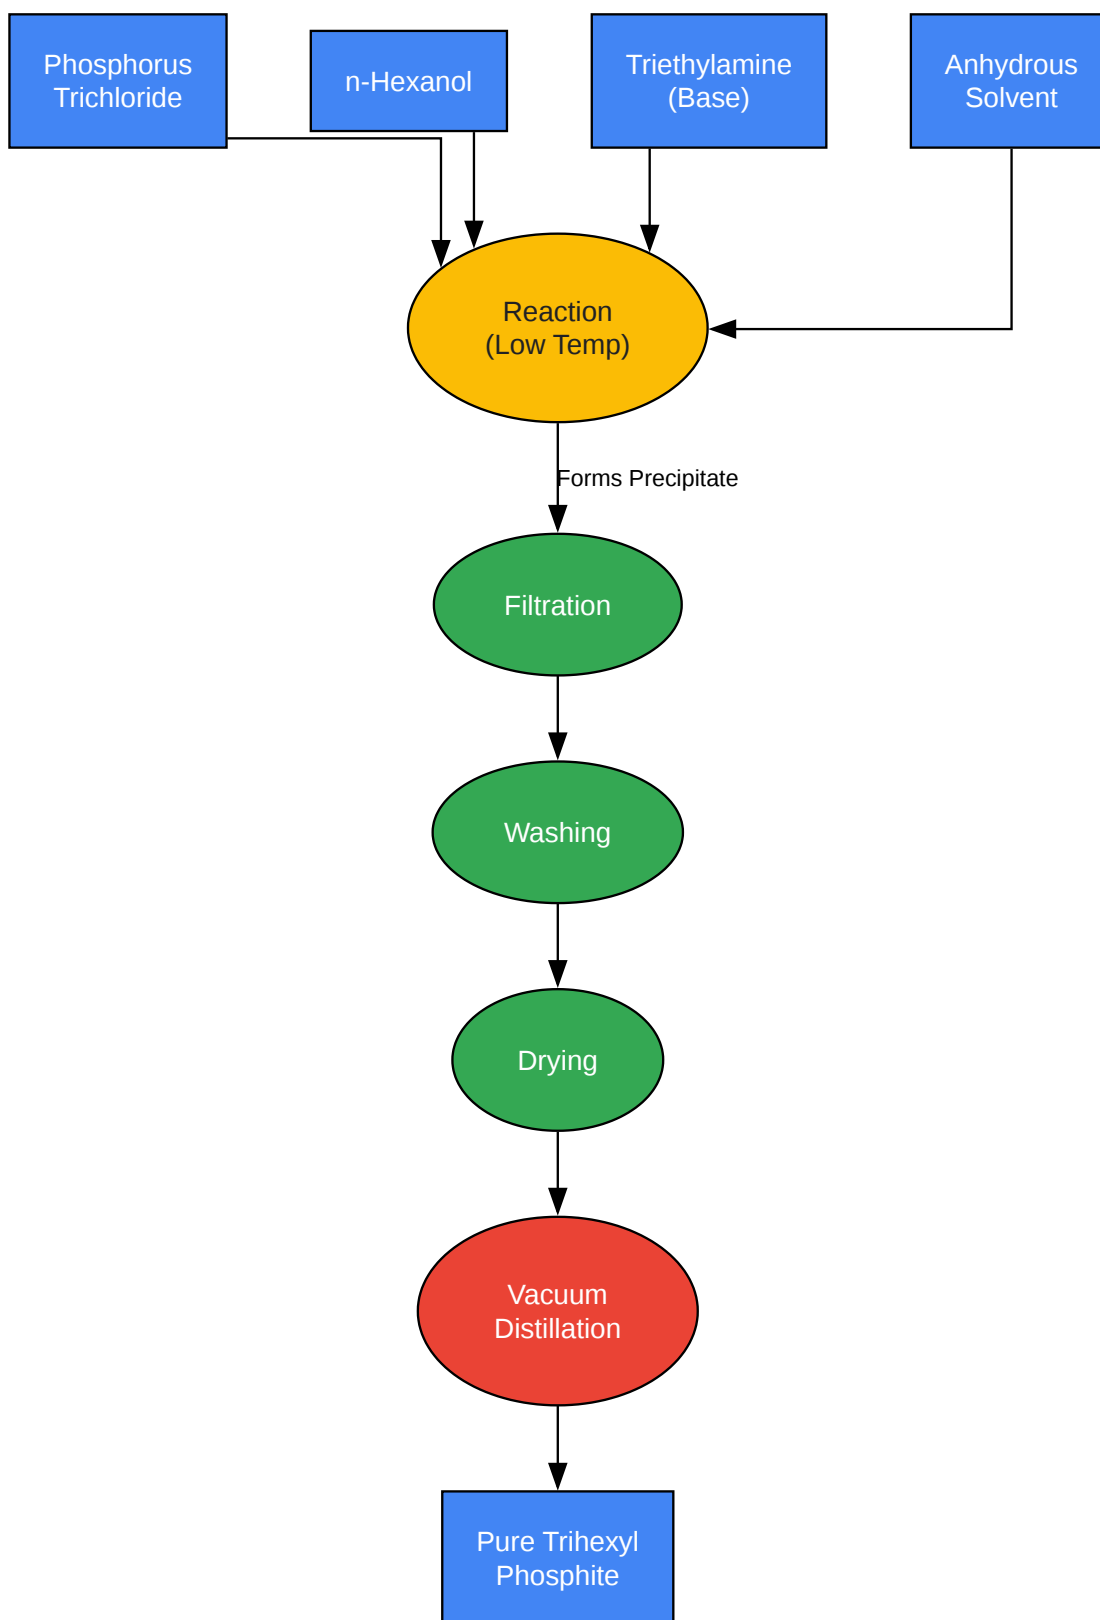 Phosphorus
Trichloride
n-Hexanol
Triethylamine
(Base)
Anhydrous
Solvent
Reaction
(Low Temp)
Forms Precipitate
Filtration
Washing
Drying
Vacuum
Distillation
Pure Trihexyl
Phosphite